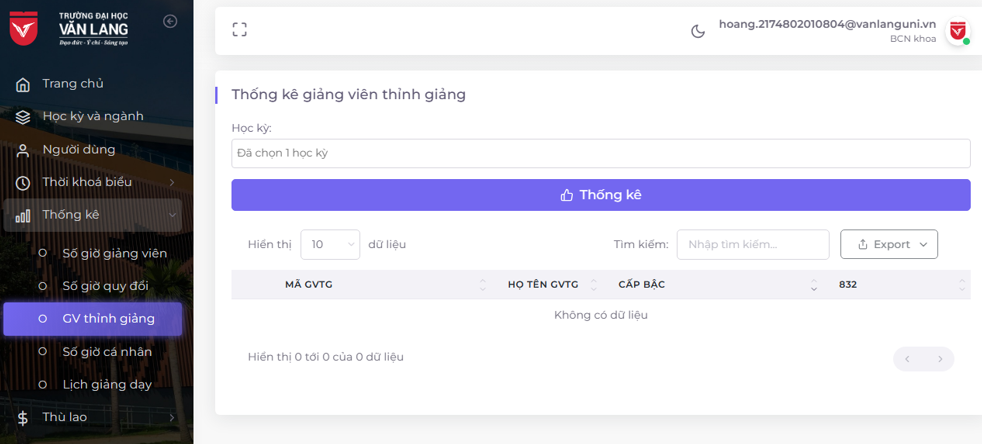 TRƯỜNG ĐẠI HỌC
VĂN LANG
Đạo đức - Ý chí - Sáng tạo
Trang chủ
Học kỳ và ngành
Người dùng
Thời khoá biểu
Thống kê
Số giờ giảng viên
Số giờ quy đổi
GV thỉnh giảng
Số giờ cá nhân
Lịch giảng dạy
Thù lao
hoang.2174802010804@vanlanguni.vn
BCN khoa
Thống kê giảng viên thỉnh giảng
Học kỳ:
Đã chọn 1 học kỳ
Thống kê
Hiển thị 10 dữ liệu
Tìm kiếm: Nhập tìm kiếm... Export
MÃ GVTG HỌ TÊN GVTG CẤP BẬC 832
Không có dữ liệu
Hiển thị 0 tới 0 của 0 dữ liệu